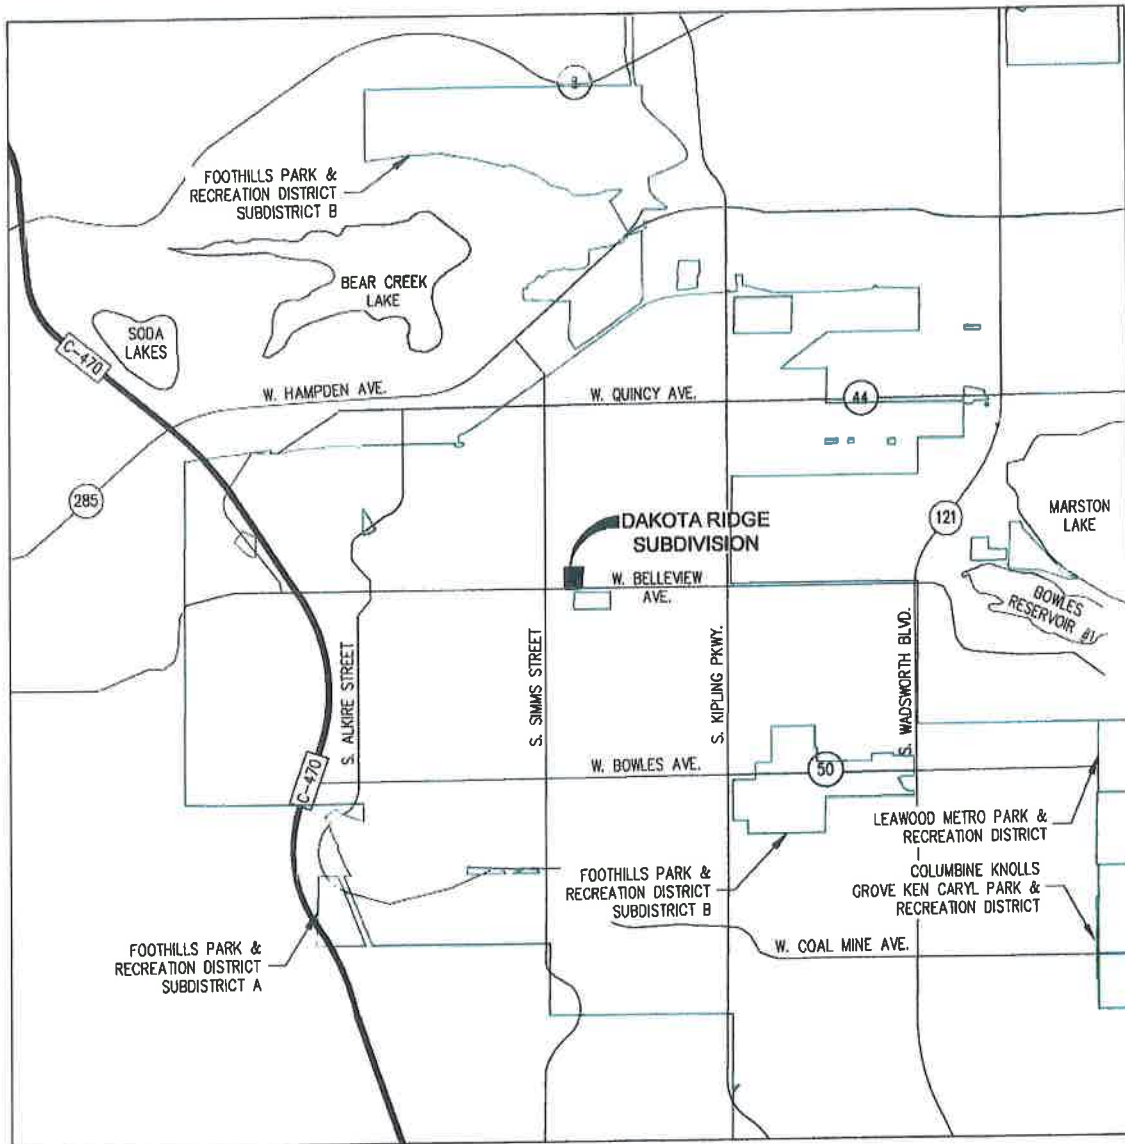 8
FOOTHILLS PARK &
RECREATION DISTRICT
SUBDISTRICT B
BEAR CREEK
LAKE
SODA
LAKES
C-470
W. HAMPDEN AVE.
W. QUINCY AVE.
44
285
121
MARSTON
LAKE
DAKOTA RIDGE
SUBDIVISION
W. BELLEVIEW
AVE.
BOWLES
RESERVOIR #1
S. ALKIRE STREET
S. SIMMS STREET
S. KIPLING PKWY.
S. WADSWORTH BLVD.
C-470
W. BOWLES AVE.
50
LEAWOOD METRO PARK &
RECREATION DISTRICT
FOOTHILLS PARK &
RECREATION DISTRICT
SUBDISTRICT B
COLUMBINE KNOLLS
GROVE KEN CARYL PARK &
RECREATION DISTRICT
W. COAL MINE AVE.
FOOTHILLS PARK &
RECREATION DISTRICT
SUBDISTRICT A